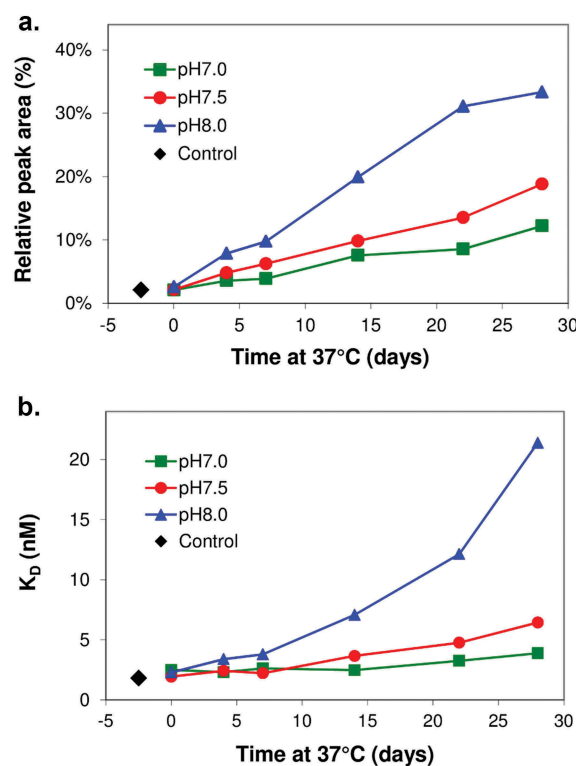 a.
Relative peak area (%)
40%
30%
20%
10%
0%
pH7.0
pH7.5
pH8.0
Control
-5 0 5 10 15 20 25 30
Time at 37°C (days)
b.
K_D (nM)
20
15
10
5
0
pH7.0
pH7.5
pH8.0
Control
-5 0 5 10 15 20 25 30
Time at 37°C (days)